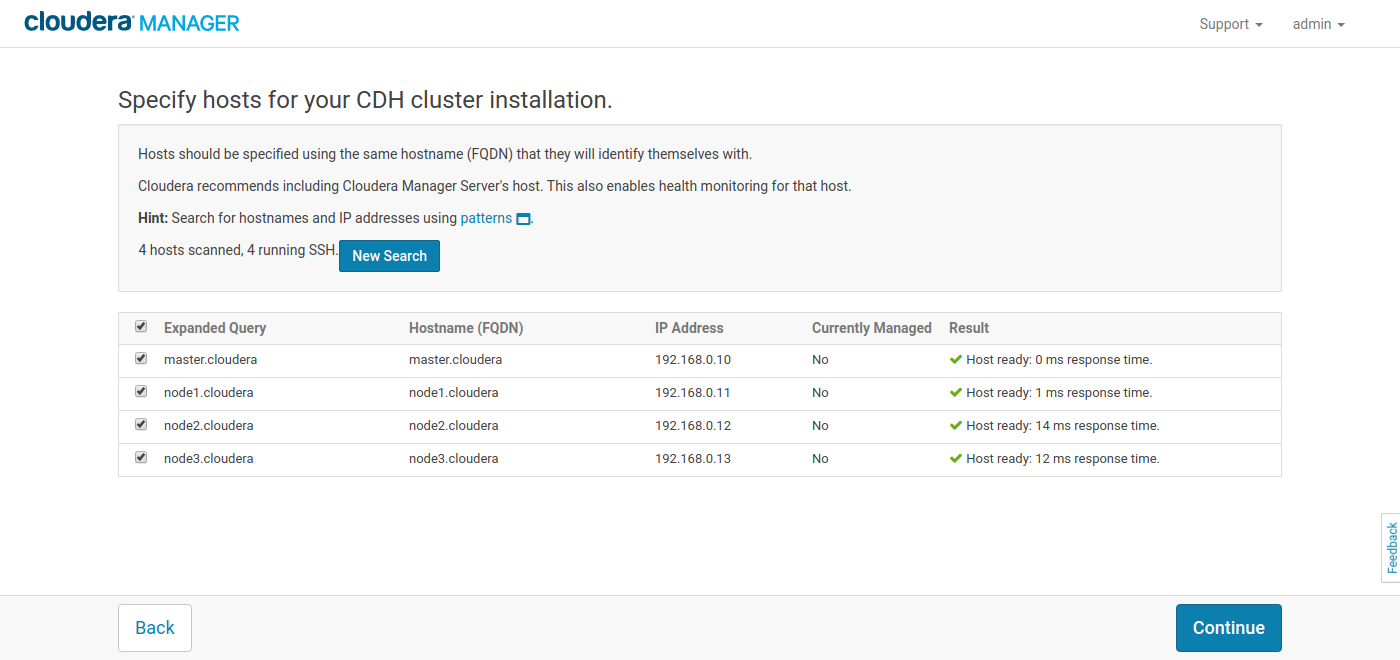 cloudera MANAGER
Support admin
Specify hosts for your CDH cluster installation.
Hosts should be specified using the same hostname (FQDN) that they will identify themselves with.
Cloudera recommends including Cloudera Manager Server's host. This also enables health monitoring for that host.
Hint: Search for hostnames and IP addresses using patterns .
4 hosts scanned, 4 running SSH. New Search
Expanded Query Hostname (FQDN) IP Address Currently Managed Result
master.cloudera master.cloudera 192.168.0.10 No Host ready: 0 ms response time.
node1.cloudera node1.cloudera 192.168.0.11 No Host ready: 1 ms response time.
node2.cloudera node2.cloudera 192.168.0.12 No Host ready: 14 ms response time.
node3.cloudera node3.cloudera 192.168.0.13 No Host ready: 12 ms response time.
Feedback
Back Continue